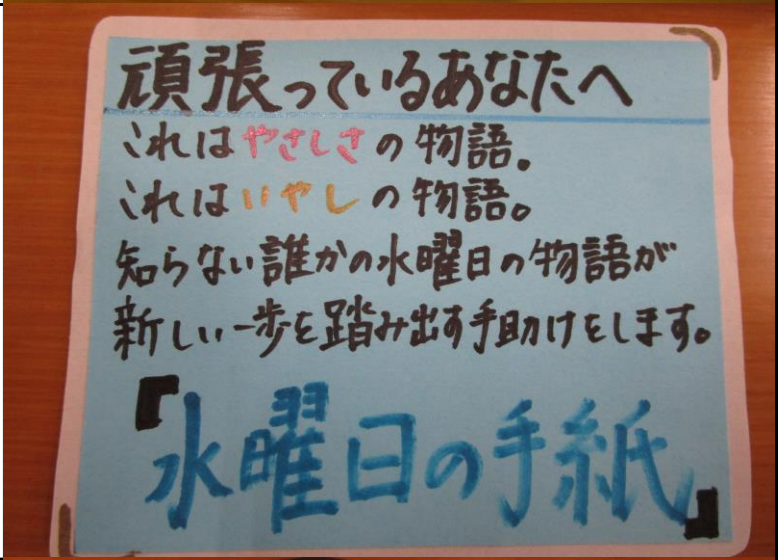 頑張っているあなたへ
これはやさしさの物語。
これはいやしの物語。
知らない誰かの水曜日の物語が
新しい一歩を踏み出す手助けをします。
『水曜日の手紙』